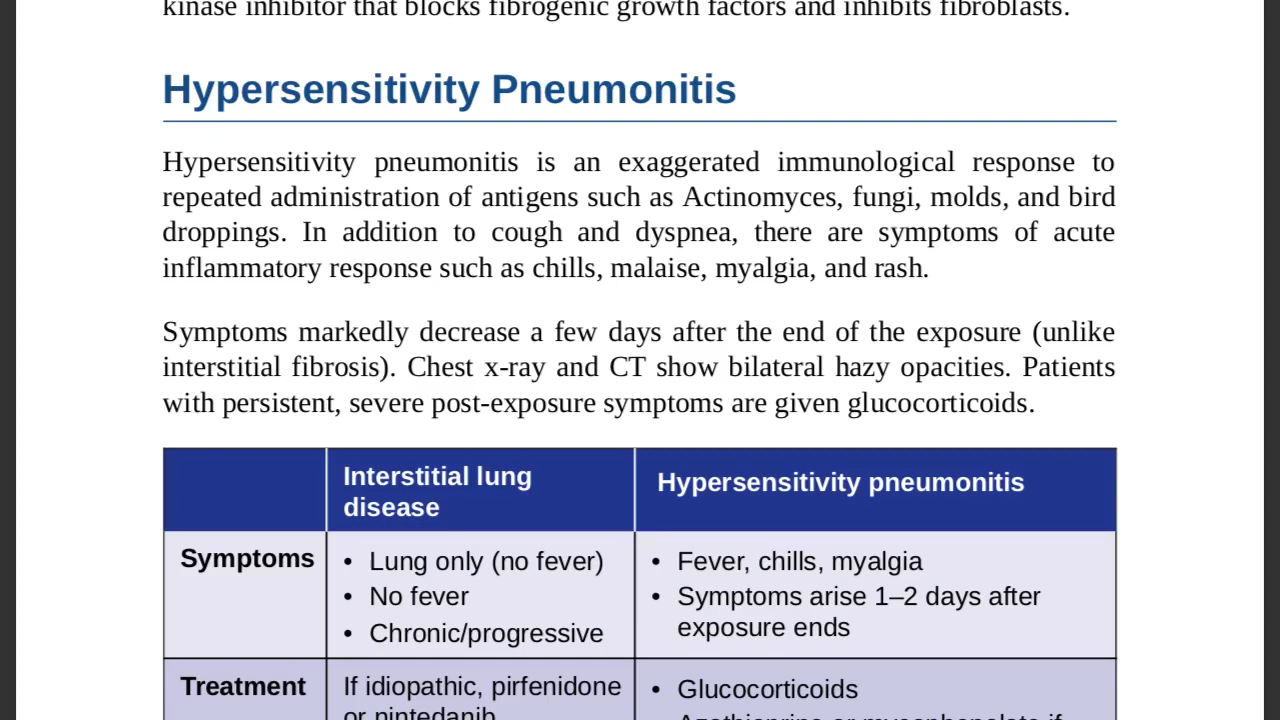 kinase inhibitor that blocks fibrogenic growth factors and inhibits fibroblasts.
Hypersensitivity Pneumonitis
Hypersensitivity pneumonitis is an exaggerated immunological response to
repeated administration of antigens such as Actinomyces, fungi, molds, and bird
droppings. In addition to cough and dyspnea, there are symptoms of acute
inflammatory response such as chills, malaise, myalgia, and rash.
Symptoms markedly decrease a few days after the end of the exposure (unlike
interstitial fibrosis). Chest x-ray and CT show bilateral hazy opacities. Patients
with persistent, severe post-exposure symptoms are given glucocorticoids.
Interstitial lung
disease
Hypersensitivity pneumonitis
Symptoms
• Lung only (no fever)
• No fever
• Chronic/progressive
• Fever, chills, myalgia
• Symptoms arise 1–2 days after
exposure ends
Treatment
If idiopathic, pirfenidone
or nintedanib
• Glucocorticoids
Azathioprine or mycophenolate if